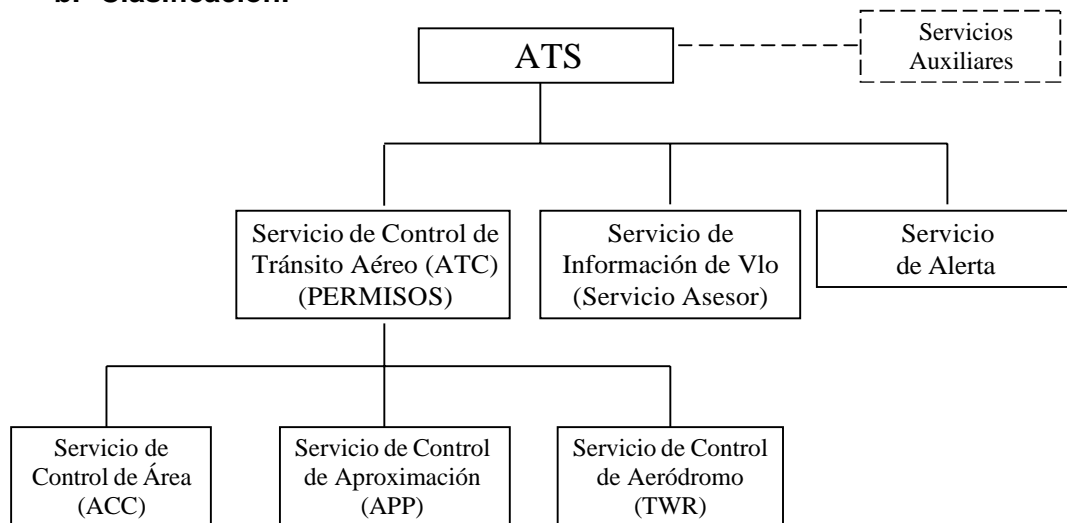 b. Clasificación:
ATS
Servicios
Auxiliares
Servicio de Control de
Tránsito Aéreo (ATC)
(PERMISOS)
Servicio de
Información de Vlo
(Servicio Asesor)
Servicio
de Alerta
Servicio de
Control de Área
(ACC)
Servicio de Control
de Aproximación
(APP)
Servicio de Control
de Aeródromo
(TWR)